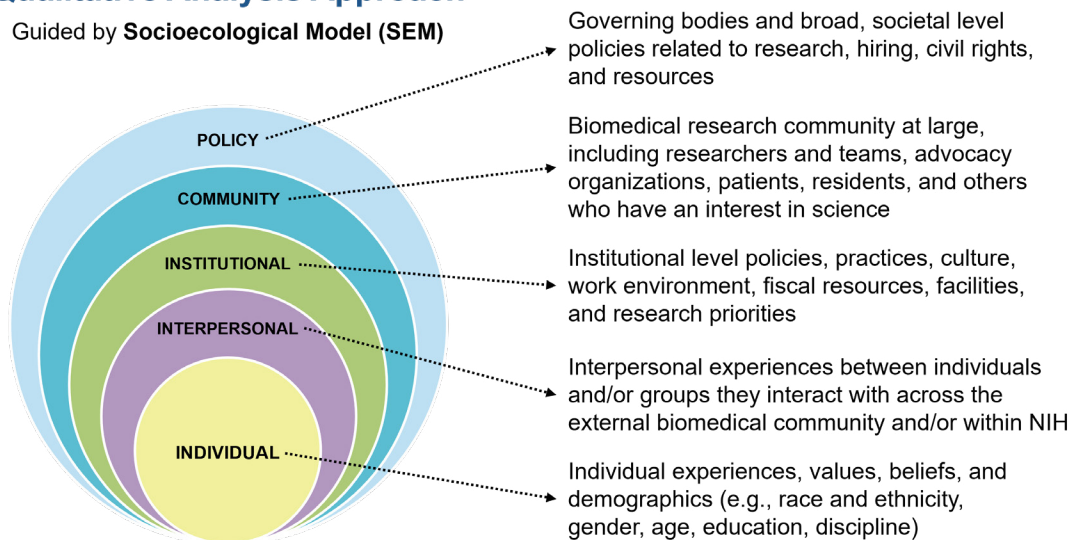 Qualitative Analysis Approach
Guided by Socioecological Model (SEM)
POLICY
Governing bodies and broad, societal level
policies related to research, hiring, civil rights,
and resources
COMMUNITY
Biomedical research community at large,
including researchers and teams, advocacy
organizations, patients, residents, and others
who have an interest in science
INSTITUTIONAL
Institutional level policies, practices, culture,
work environment, fiscal resources, facilities,
and research priorities
INTERPERSONAL
Interpersonal experiences between individuals
and/or groups they interact with across the
external biomedical community and/or within NIH
INDIVIDUAL
Individual experiences, values, beliefs, and
demographics (e.g., race and ethnicity,
gender, age, education, discipline)